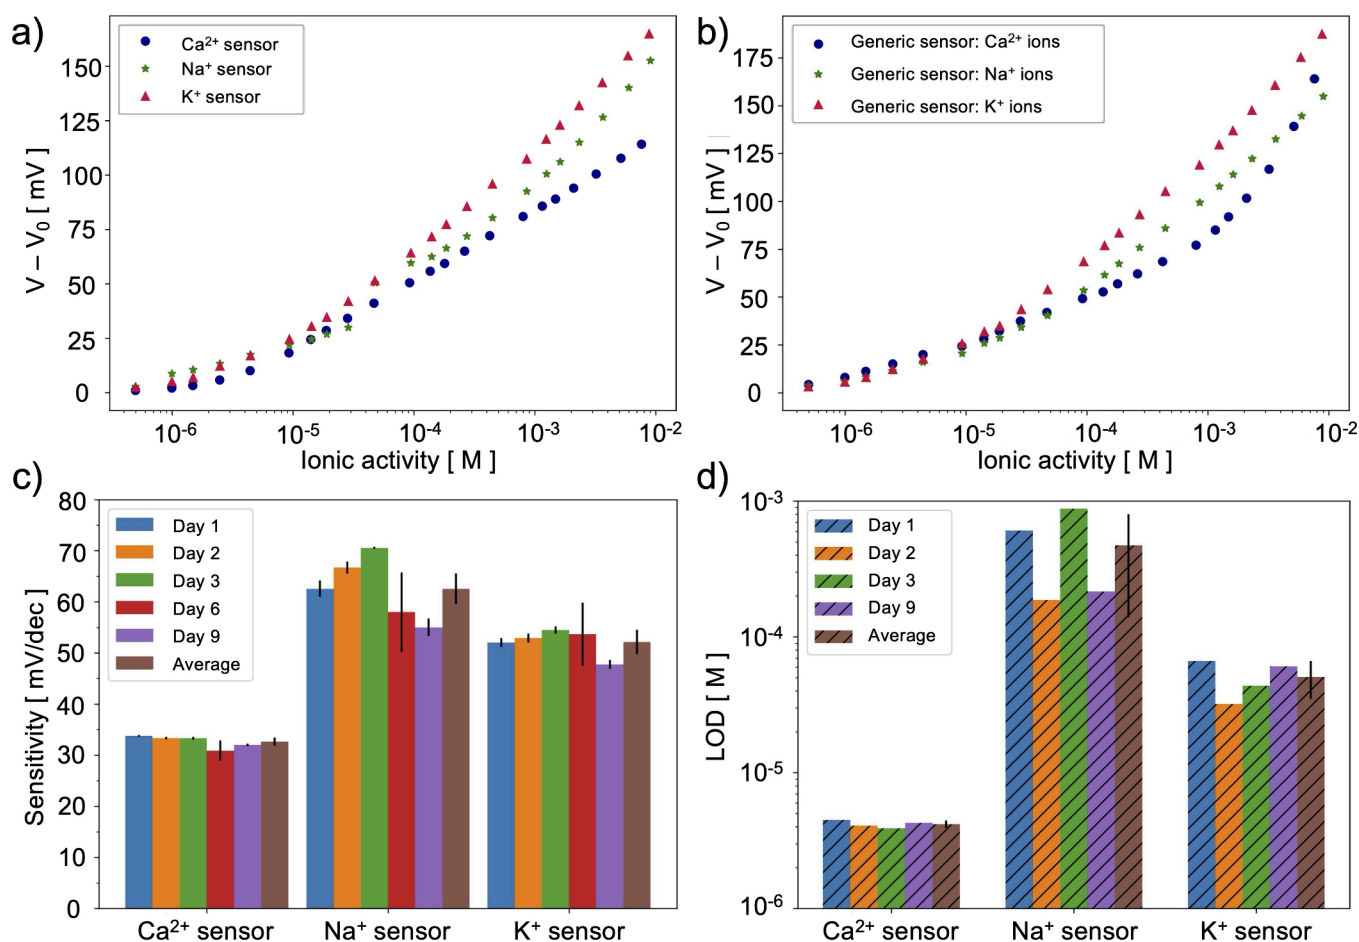 a)
Ca²⁺ sensor
Na⁺ sensor
K⁺ sensor
V – V₀ [ mV ]
150
125
100
75
50
25
0
10⁻⁶
10⁻⁵
10⁻⁴
10⁻³
10⁻²
Ionic activity [ M ]
b)
Generic sensor: Ca²⁺ ions
Generic sensor: Na⁺ ions
Generic sensor: K⁺ ions
V – V₀ [ mV ]
175
150
125
100
75
50
25
0
10⁻⁶
10⁻⁵
10⁻⁴
10⁻³
10⁻²
Ionic activity [ M ]
c)
Day 1
Day 2
Day 3
Day 6
Day 9
Average
Sensitivity [ mV/dec ]
80
70
60
50
40
30
20
10
0
Ca²⁺ sensor
Na⁺ sensor
K⁺ sensor
d)
Day 1
Day 2
Day 3
Day 9
Average
LOD [ M ]
10⁻³
10⁻⁴
10⁻⁵
10⁻⁶
Ca²⁺ sensor
Na⁺ sensor
K⁺ sensor